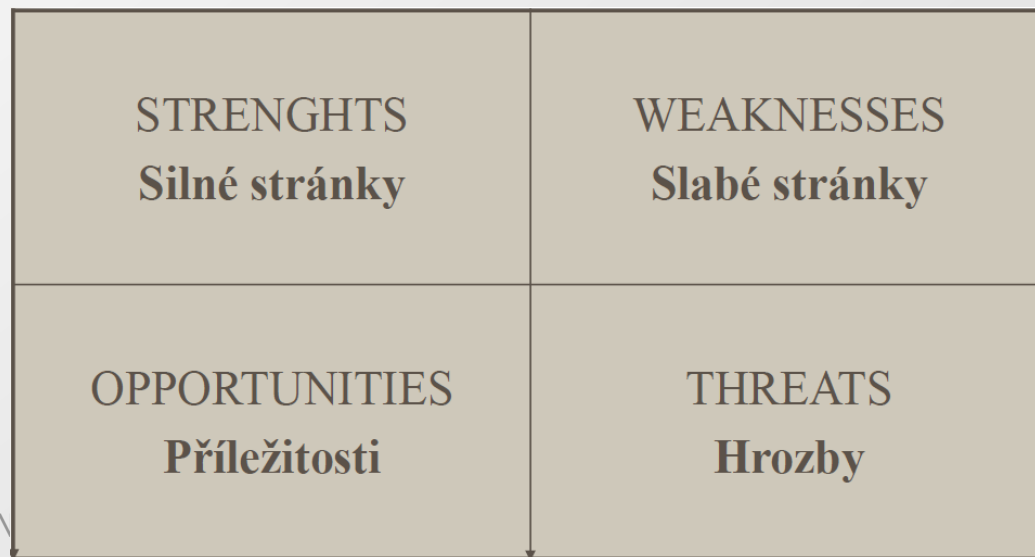 STRENGHTS
Silné stránky
WEAKNESSES
Slabé stránky
OPPORTUNITIES
Příležitosti
THREATS
Hrozby